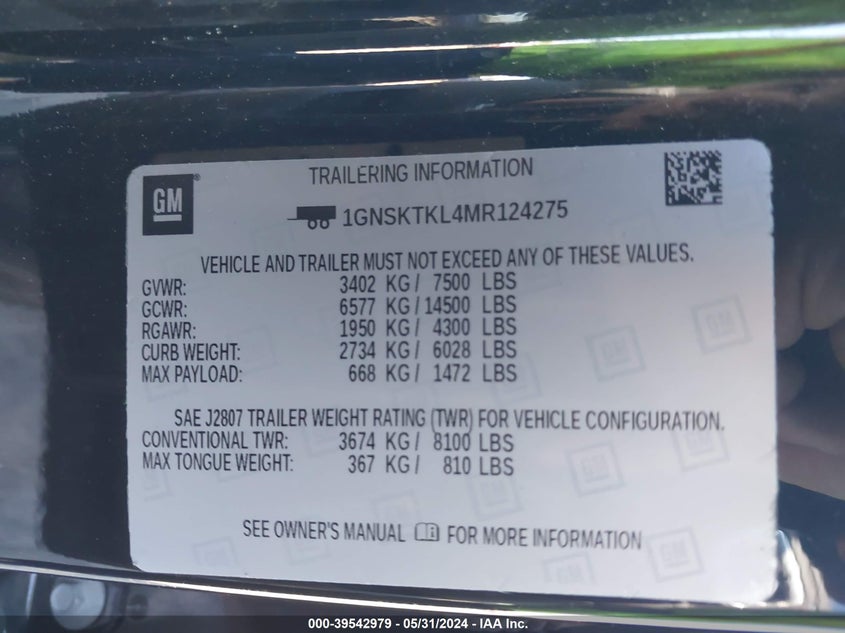 GM ® TRAILERING INFORMATION
1GNSKTKL4MR124275
VEHICLE AND TRAILER MUST NOT EXCEED ANY OF THESE VALUES.
GVWR: 3402 KG/ 7500 LBS
GCWR: 6577 KG/ 14500 LBS
RGAWR: 1950 KG/ 4300 LBS
CURB WEIGHT: 2734 KG/ 6028 LBS
MAX PAYLOAD: 668 KG/ 1472 LBS
SAE J2807 TRAILER WEIGHT RATING (TWR) FOR VEHICLE CONFIGURATION.
CONVENTIONAL TWR: 3674 KG/ 8100 LBS
MAX TONGUE WEIGHT: 367 KG/ 810 LBS
SEE OWNER'S MANUAL FOR MORE INFORMATION
000-39542979 / 05/31/2024 - IAA Inc.